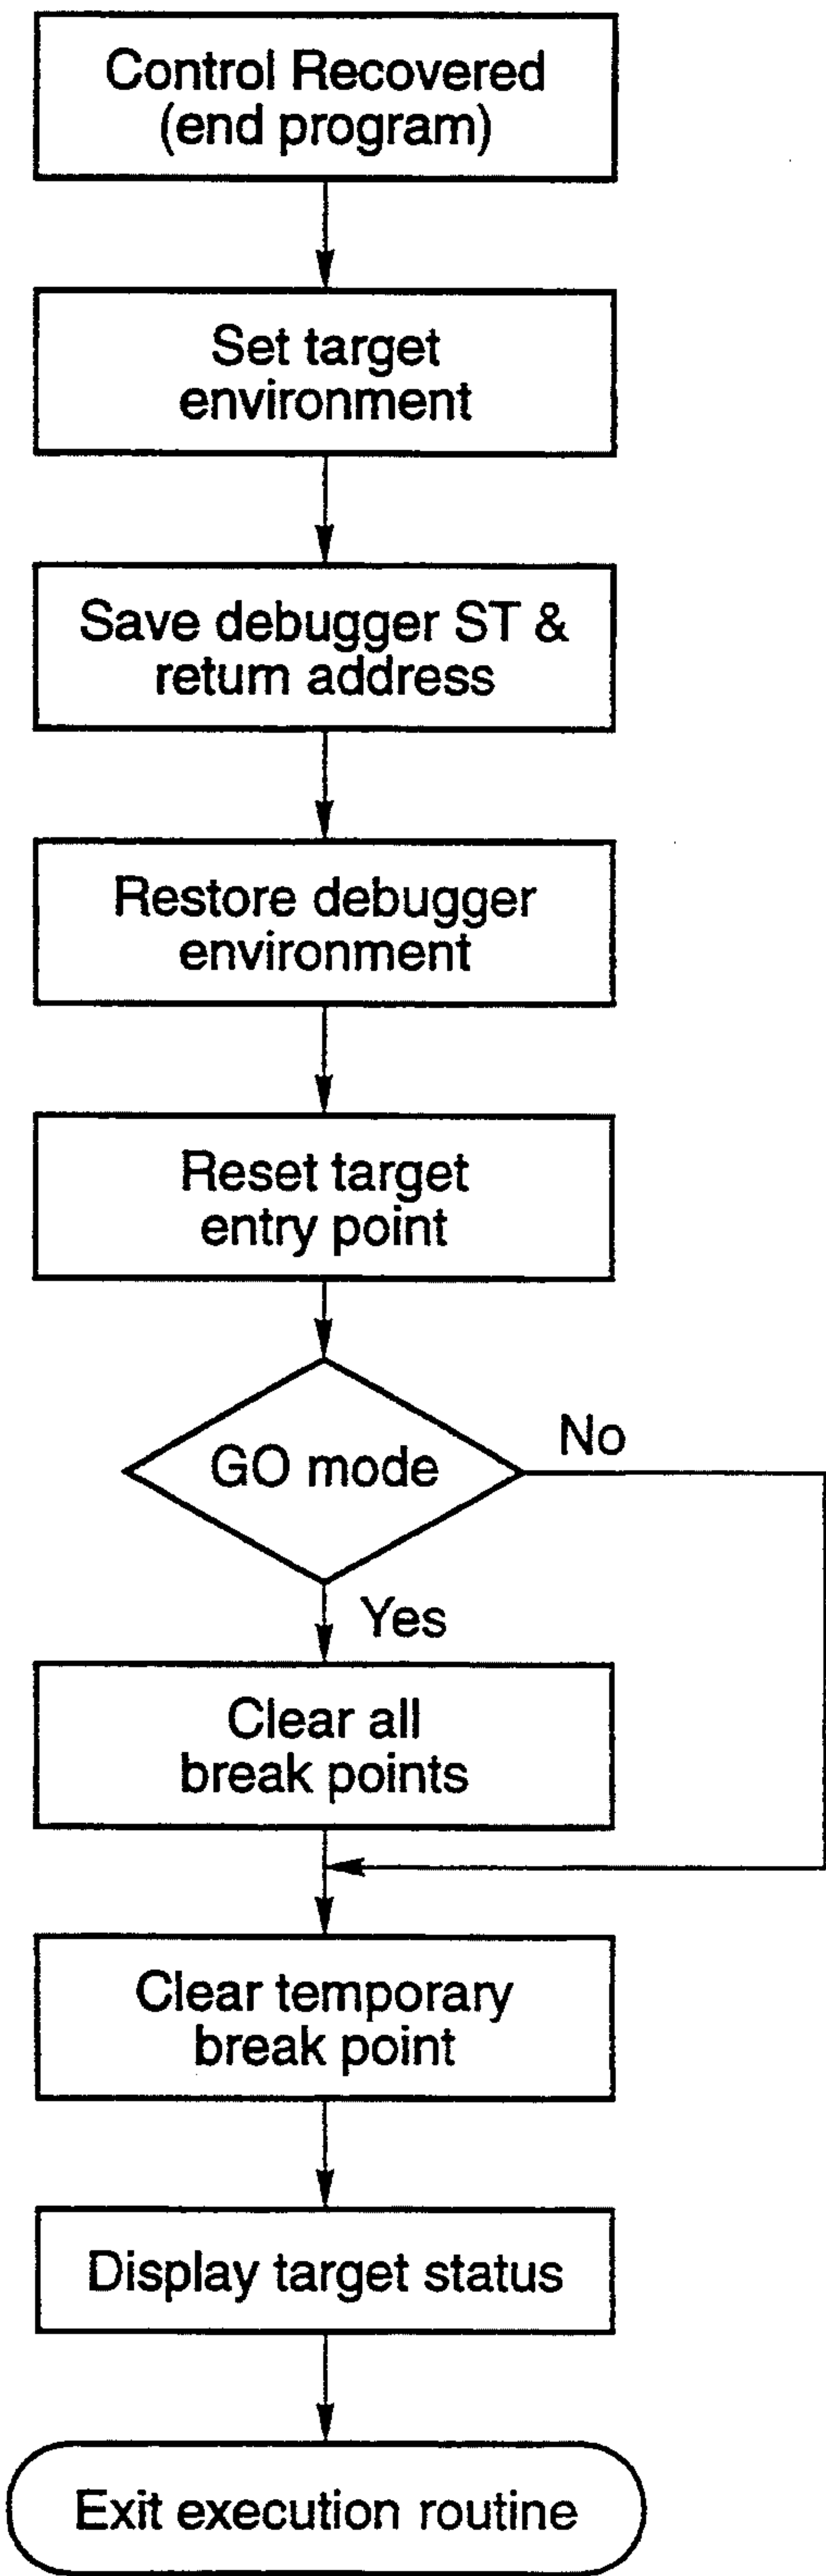 Control Recovered
(end program)
Set target
environment
Save debugger ST &
return address
Restore debugger
environment
Reset target
entry point
GO mode
No
Yes
Clear all
break points
Clear temporary
break point
Display target status
Exit execution routine